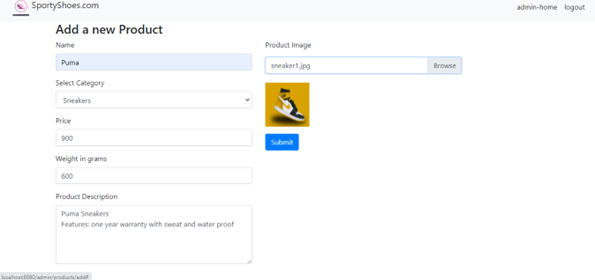 SportyShoes.com
admin-home logout
Add a new Product
Name
Puma
Select Category
Sneakers
Price
900
Weight in grams
600
Product Description
Puma Sneakers
Features: one year warranty with sweat and water proof
Product Image
sneaker1.jpg Browse
Submit
localhost:8080/admin/products/add#